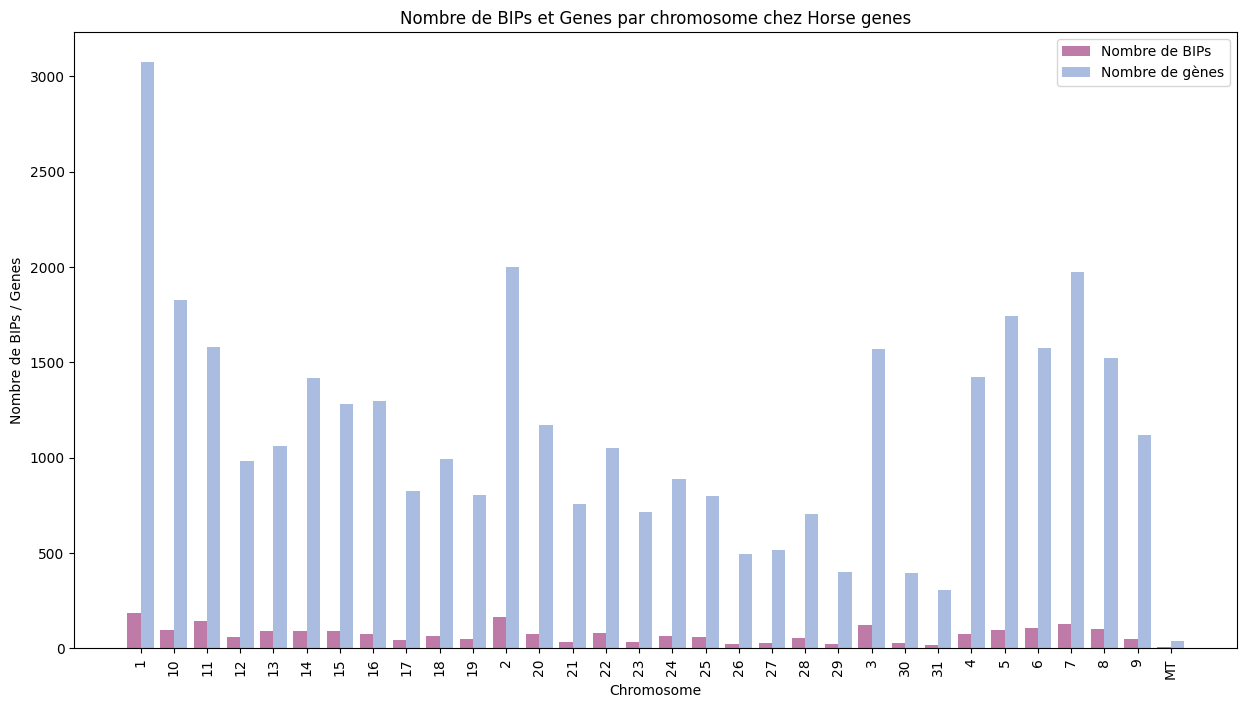 Nombre de BIPs et Genes par chromosome chez Horse genes
Nombre de BIPs
Nombre de gènes
Nombre de BIPs / Genes
3000
2500
2000
1500
1000
500
0
1 10 11 12 13 14 15 16 17 18 19 2 20 21 22 23 24 25 26 27 28 29 3 30 31 4 5 6 7 8 9 MT
Chromosome